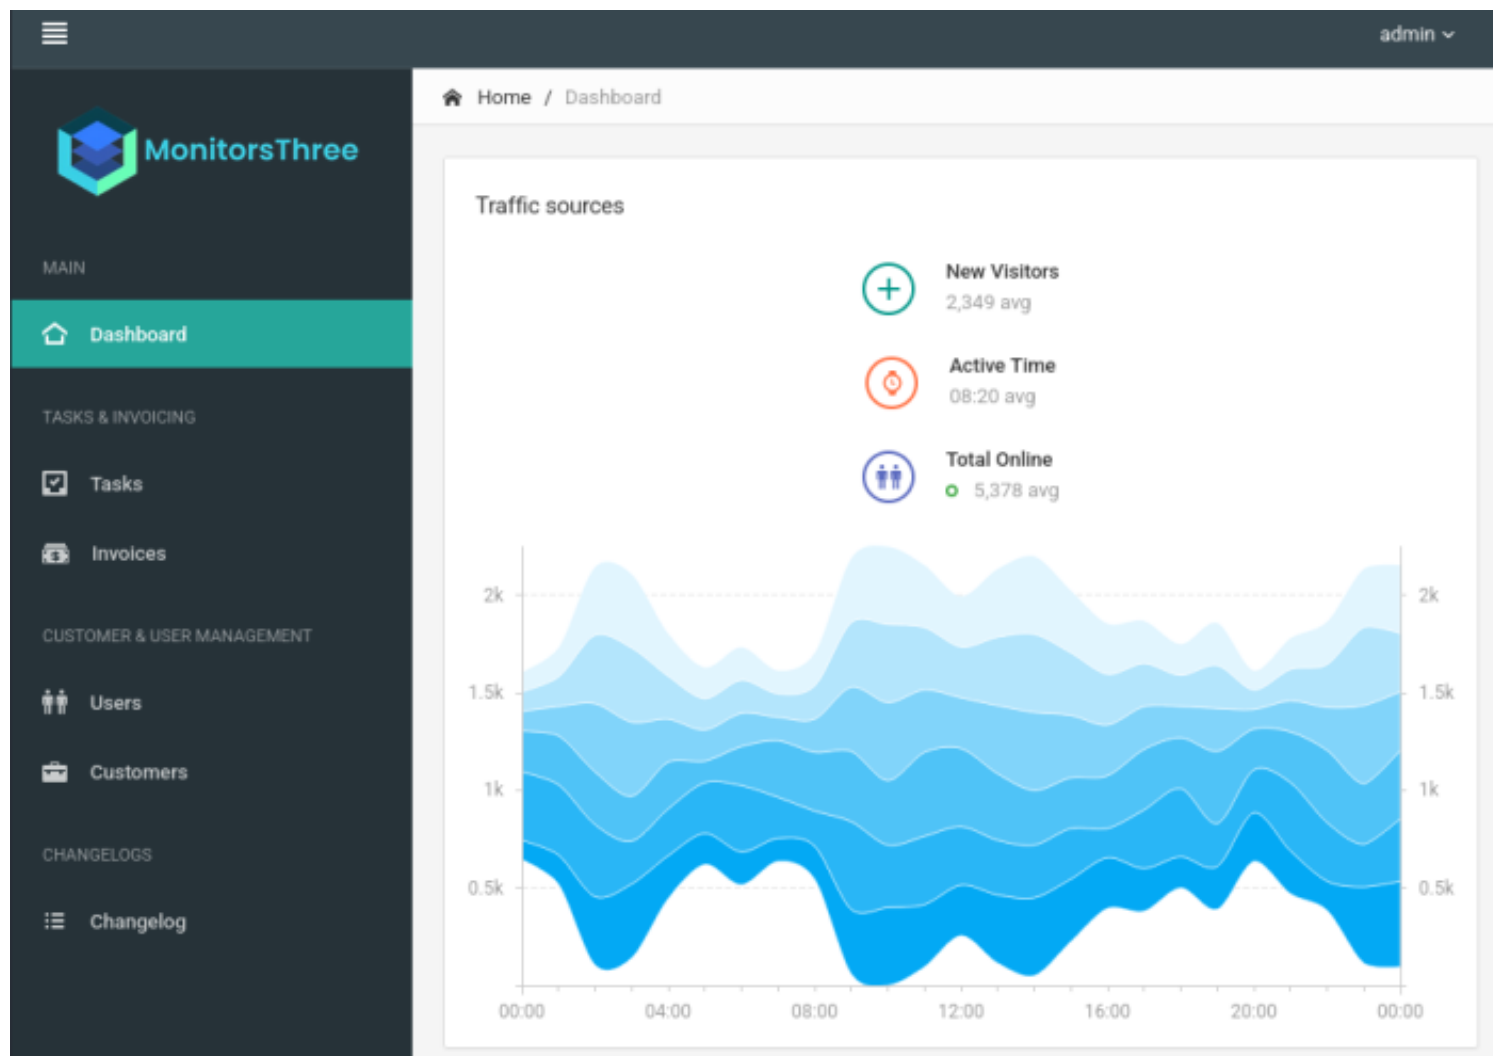 admin
MonitorsThree
Home / Dashboard
MAIN
Dashboard
TASKS & INVOICING
Tasks
Invoices
CUSTOMER & USER MANAGEMENT
Users
Customers
CHANGELOGS
Changelog
Traffic sources
New Visitors
2,349 avg
Active Time
08:20 avg
Total Online
5,378 avg
2k 2k
1.5k 1.5k
1k 1k
0.5k 0.5k
00:00 04:00 08:00 12:00 16:00 20:00 00:00